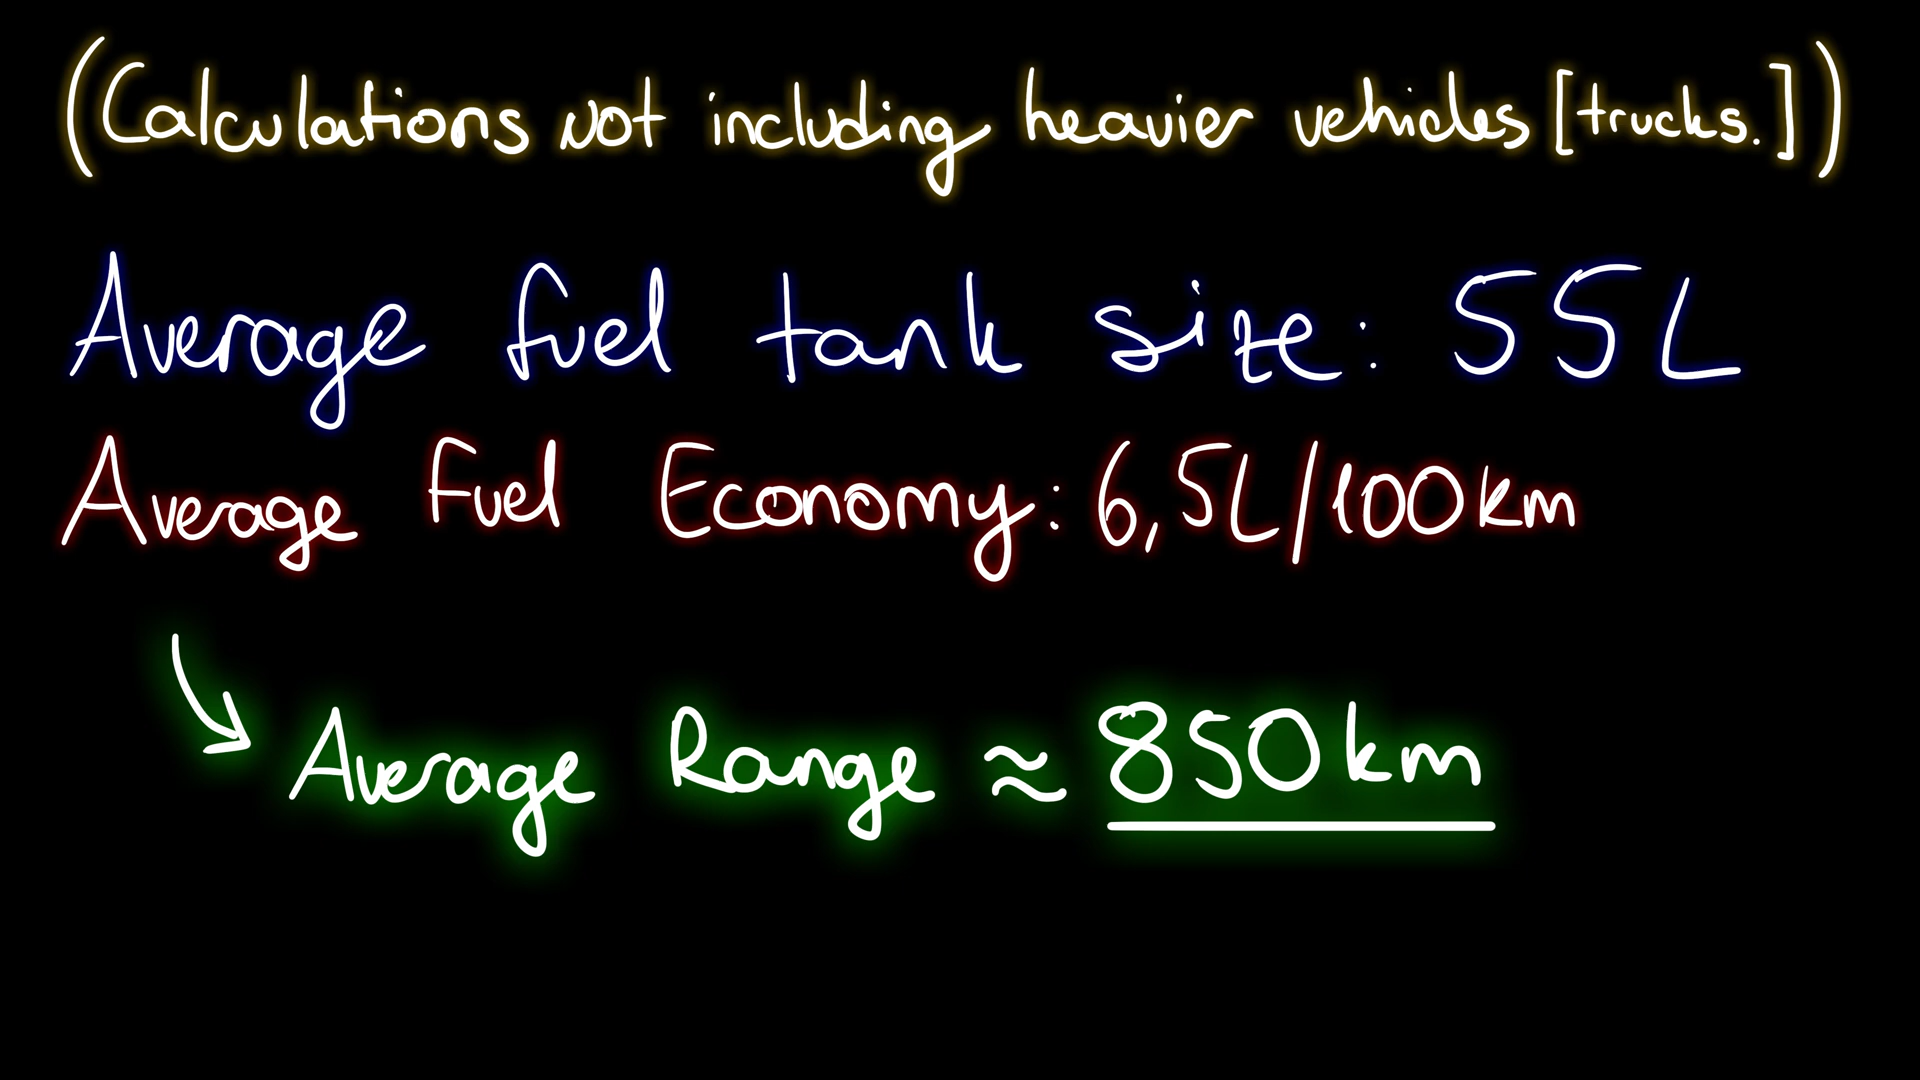 (Calculations not including heavier vehicles [trucks.])
Average fuel tank size: 55L
Average Fuel Economy: 6,5L/100km
Average Range ≈ 850km